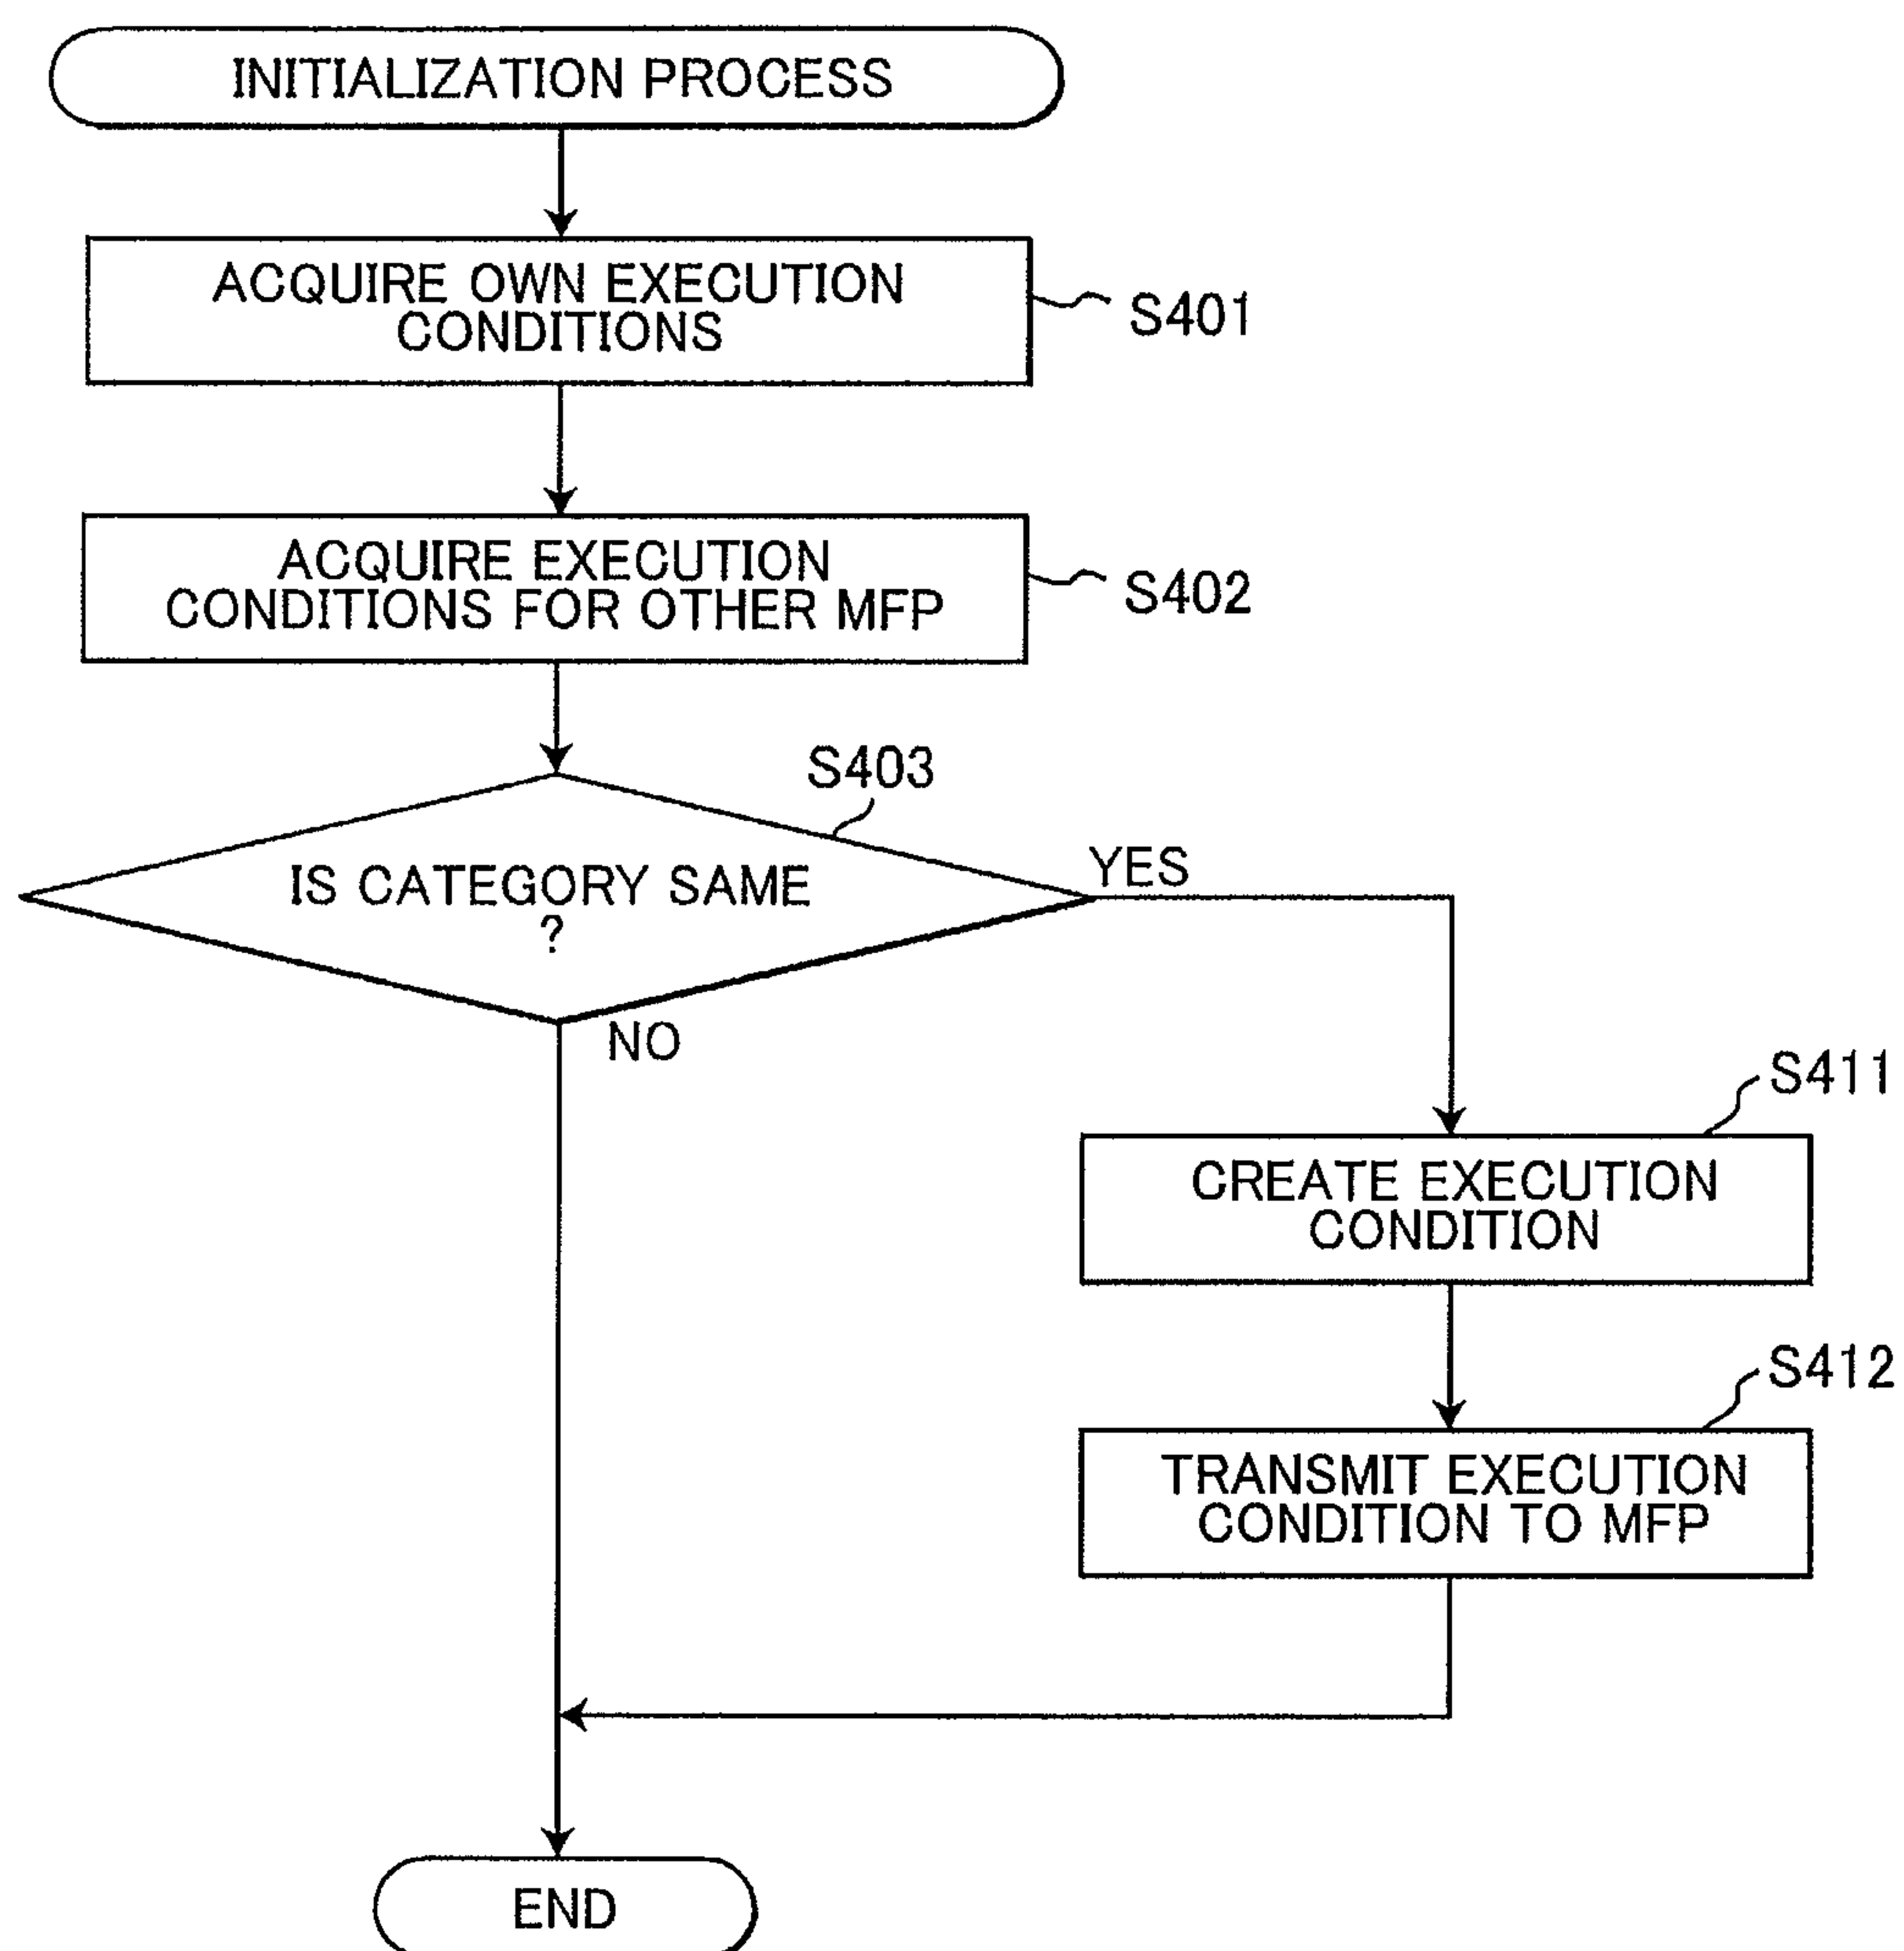 INITIALIZATION PROCESS
ACQUIRE OWN EXECUTION
CONDITIONS
S401
ACQUIRE EXECUTION
CONDITIONS FOR OTHER MFP
S402
S403
IS CATEGORY SAME
?
YES
NO
S411
CREATE EXECUTION
CONDITION
S412
TRANSMIT EXECUTION
CONDITION TO MFP
END